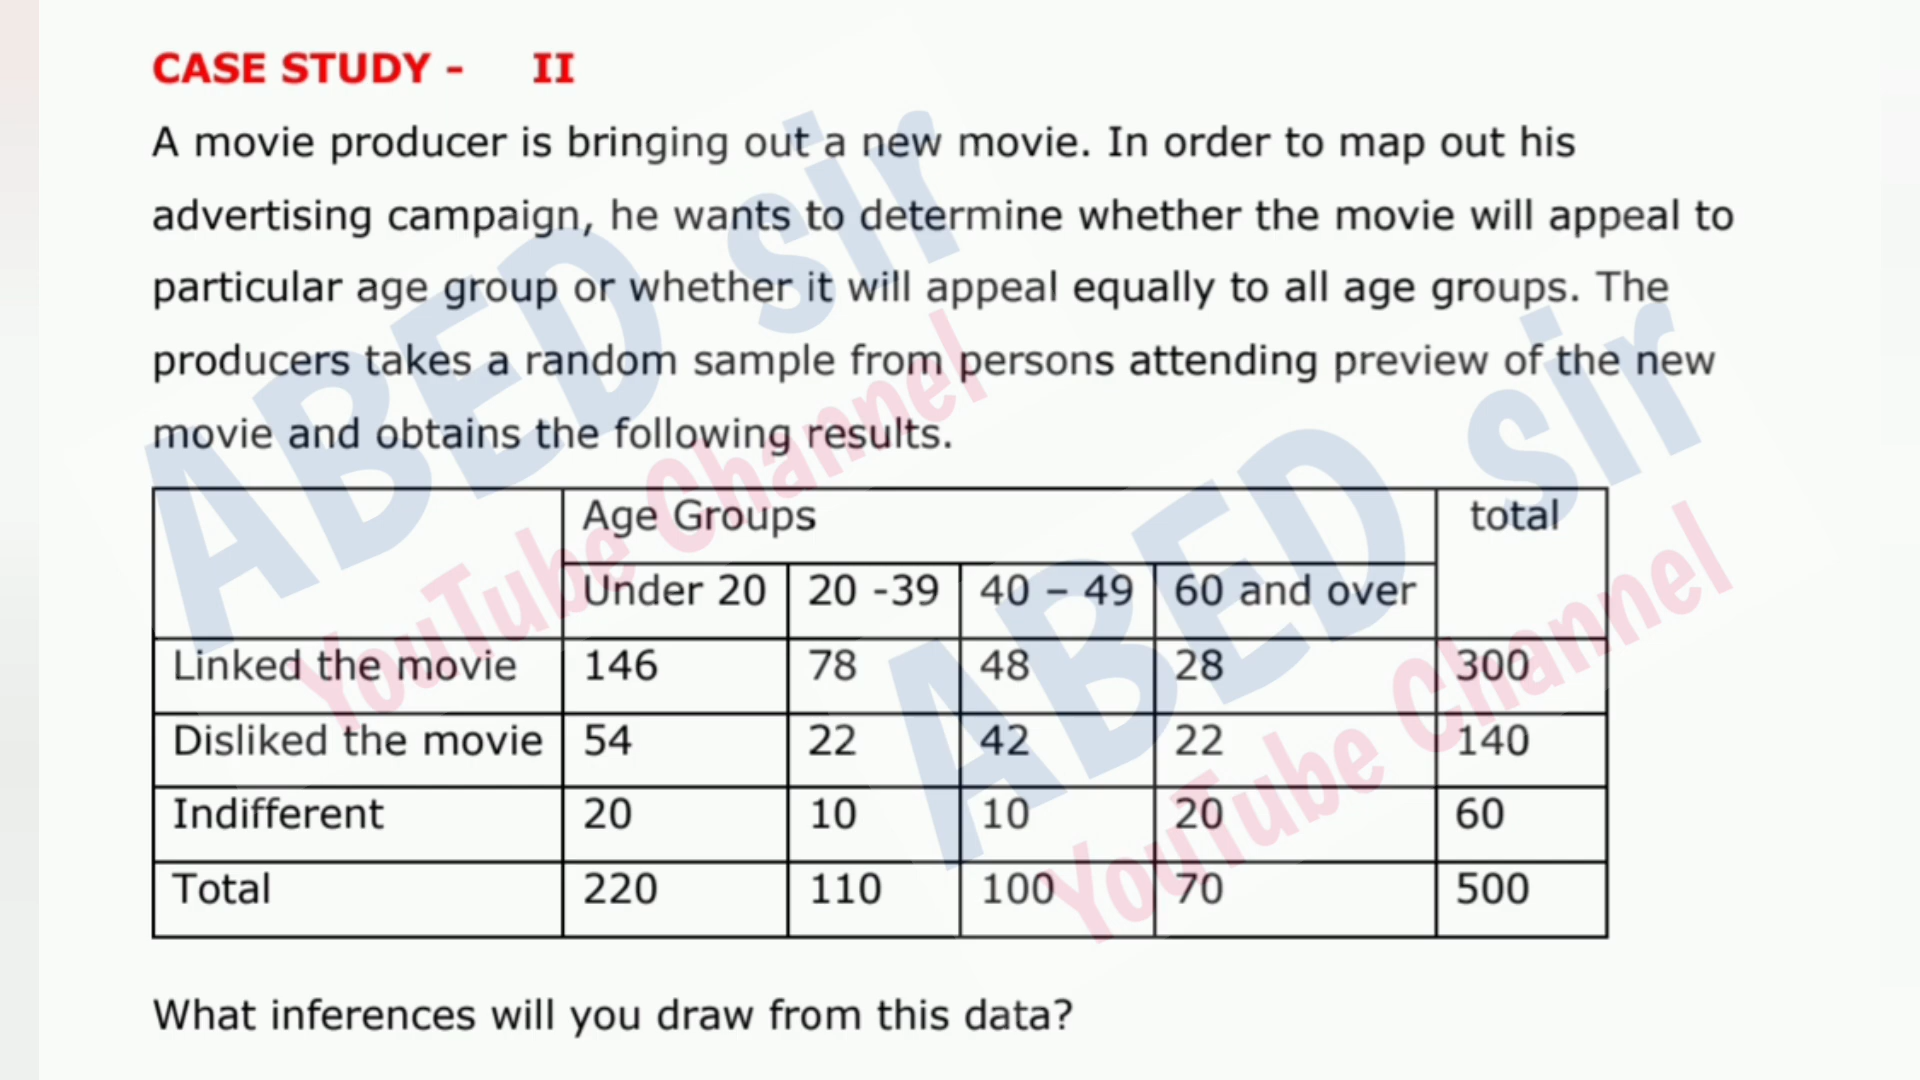 CASE STUDY - II
A movie producer is bringing out a new movie. In order to map out his
advertising campaign, he wants to determine whether the movie will appeal to
particular age group or whether it will appeal equally to all age groups. The
producers takes a random sample from persons attending preview of the new
movie and obtains the following results.
Age Groups total
Under 20 20 -39 40 – 49 60 and over
Linked the movie 146 78 48 28 300
Disliked the movie 54 22 42 22 140
Indifferent 20 10 10 20 60
Total 220 110 100 70 500
What inferences will you draw from this data?
ABED sir
YouTube Channel
ABED sir
YouTube Channel